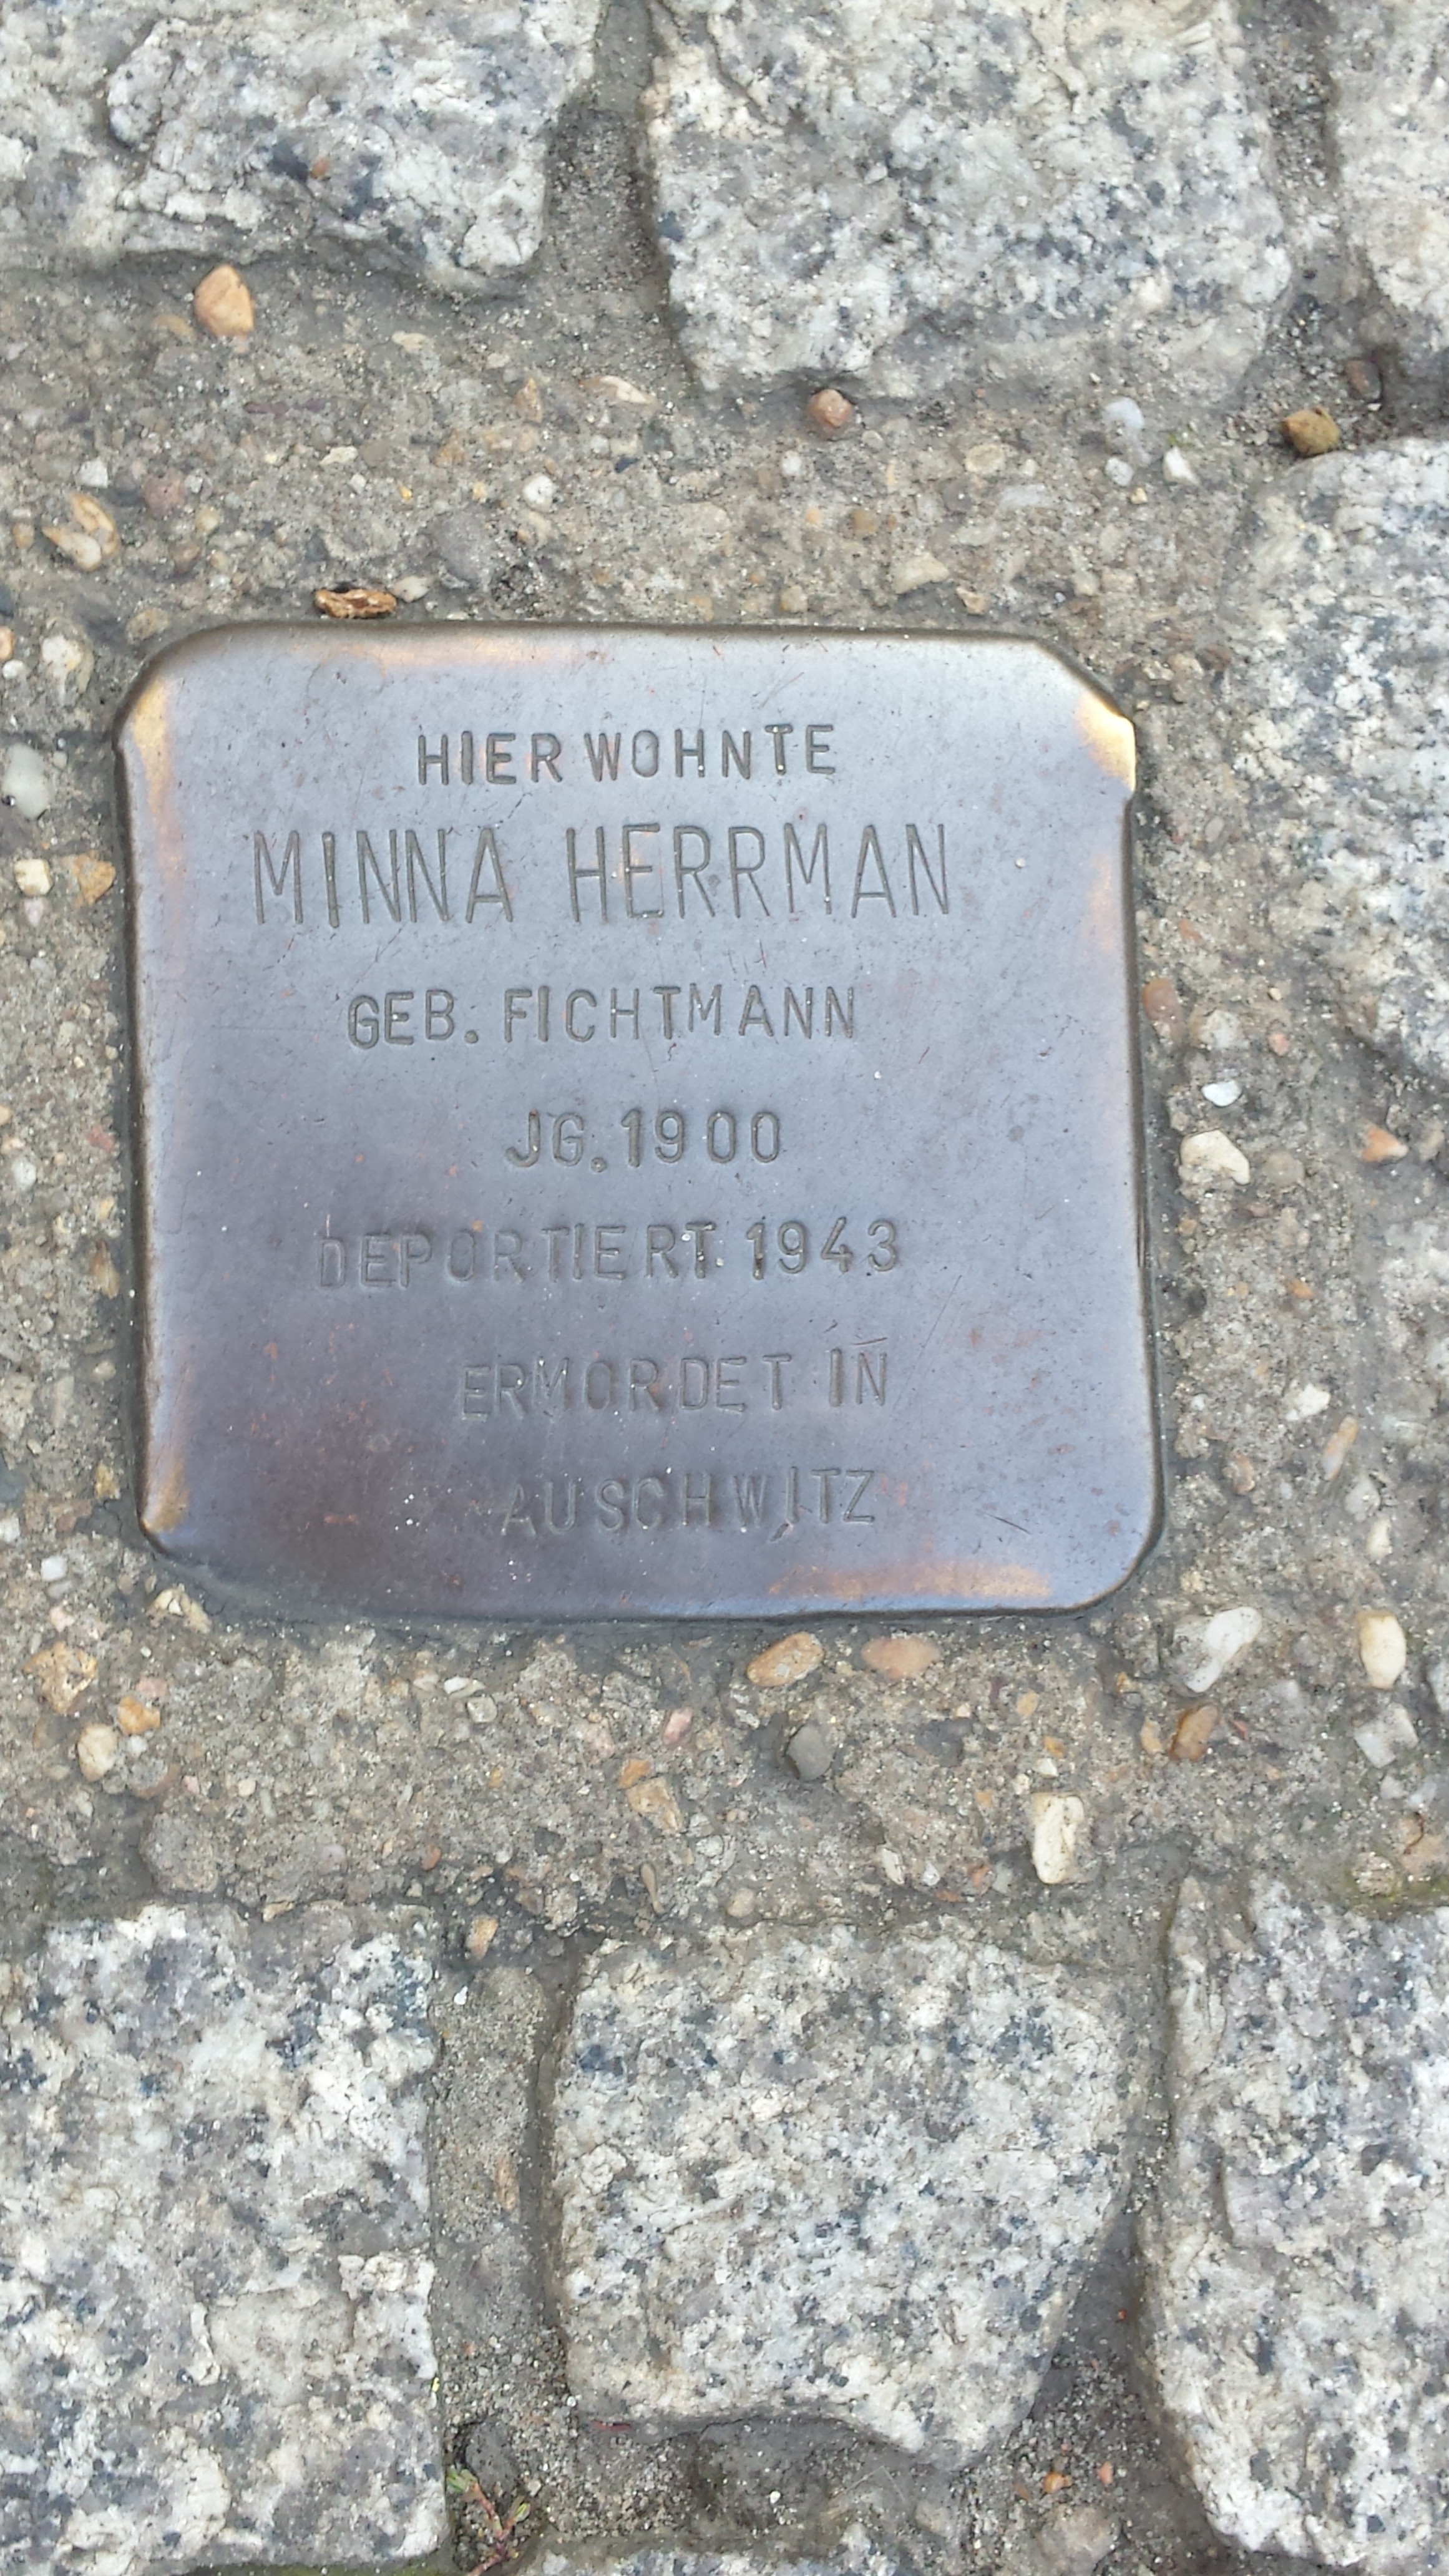 HIER WOHNTE
MINNA HERRMAN
GEB. FICHTMANN
JG. 1900
DEPORTIERT 1943
ERMORDET IN
AUSCHWITZ